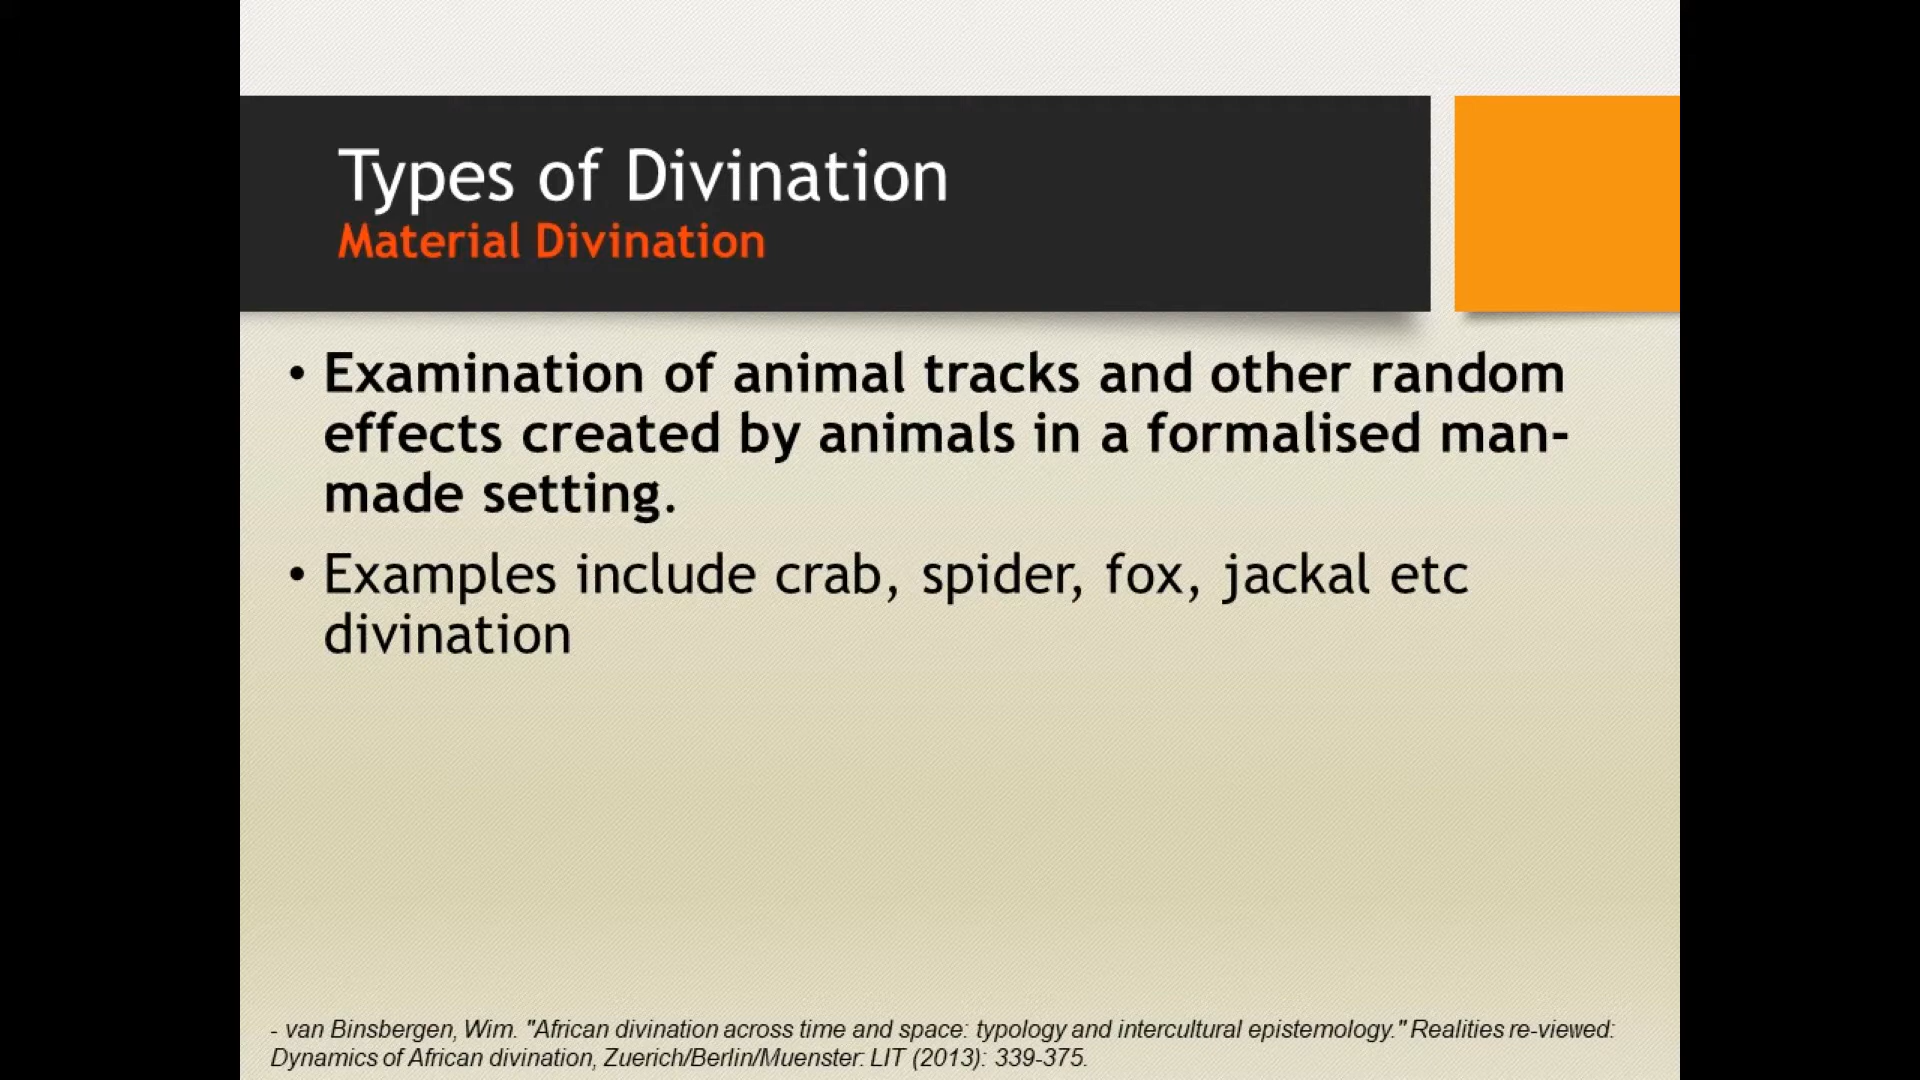 Types of Divination
Material Divination
• Examination of animal tracks and other random
effects created by animals in a formalised man-
made setting.
• Examples include crab, spider, fox, jackal etc
divination
- van Binsbergen, Wim. "African divination across time and space: typology and intercultural epistemology." Realities re-viewed:
Dynamics of African divination, Zuerich/Berlin/Muenster: LIT (2013): 339-375.